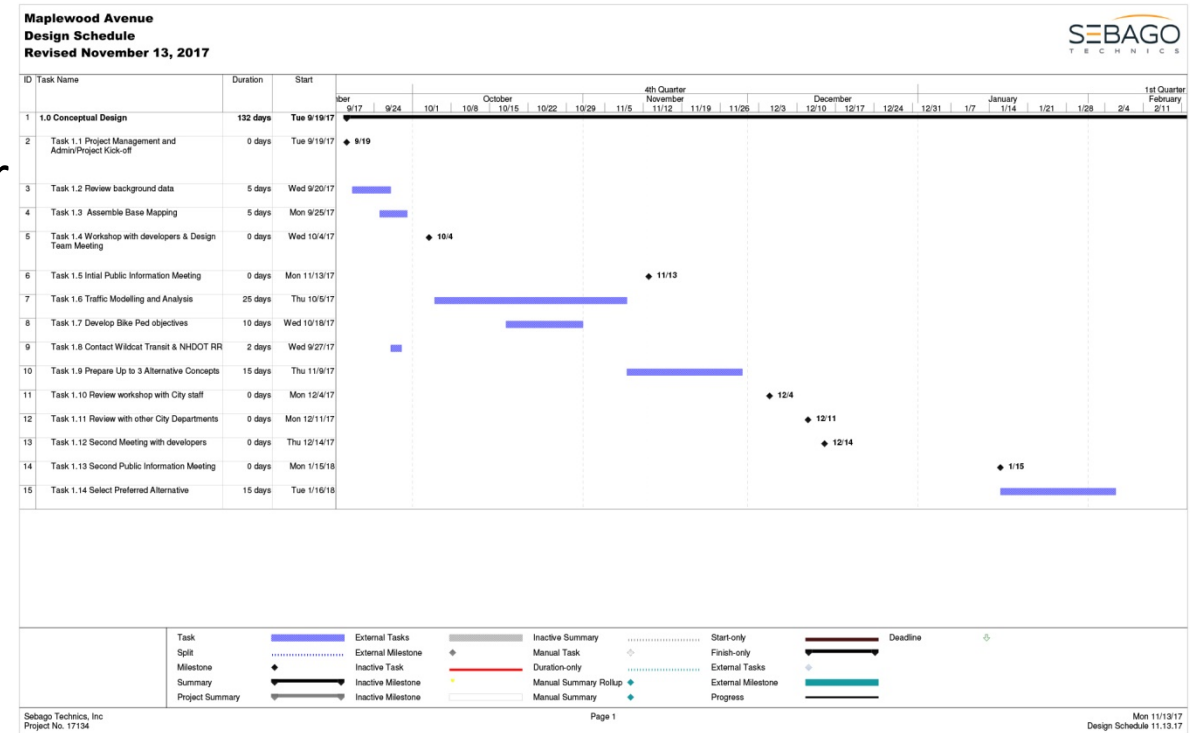 Maplewood Avenue
Design Schedule
Revised November 13, 2017
SEBAGO
TECHNICS
r
ID Task Name Duration Start
4th Quarter 1st Quarter
ber October November December January February
9/17 9/24 10/1 10/8 10/15 10/22 10/29 11/5 11/12 11/19 11/26 12/3 12/10 12/17 12/24 12/31 1/7 1/14 1/21 1/28 2/4 2/11
1 1.0 Conceptual Design 132 days Tue 9/19/17
2 Task 1.1 Project Management and 0 days Tue 9/19/17 9/19
Admin/Project Kick-off
3 Task 1.2 Review background data 5 days Wed 9/20/17
4 Task 1.3 Assemble Base Mapping 5 days Mon 9/25/17
5 Task 1.4 Workshop with developers & Design 0 days Wed 10/4/17 10/4
Team Meeting
6 Task 1.5 Intial Public Information Meeting 0 days Mon 11/13/17 11/13
7 Task 1.6 Traffic Modelling and Analysis 25 days Thu 10/5/17
8 Task 1.7 Develop Bike Ped objectives 10 days Wed 10/18/17
9 Task 1.8 Contact Wildcat Transit & NHDOT RR 2 days Wed 9/27/17
10 Task 1.9 Prepare Up to 3 Alternative Concepts 15 days Thu 11/9/17
11 Task 1.10 Review workshop with City staff 0 days Mon 12/4/17 12/4
12 Task 1.11 Review with other City Departments 0 days Mon 12/11/17 12/11
13 Task 1.12 Second Meeting with developers 0 days Thu 12/14/17 12/14
14 Task 1.13 Second Public Information Meeting 0 days Mon 1/15/18 1/15
15 Task 1.14 Select Preferred Alternative 15 days Tue 1/16/18
Task External Tasks Inactive Summary Start-only Deadline
Split External Milestone Manual Task Finish-only
Milestone Inactive Task Duration-only External Tasks
Summary Inactive Milestone Manual Summary Rollup External Milestone
Project Summary Inactive Milestone Manual Summary Progress
Sebago Technics, Inc Page 1 Mon 11/13/17
Project No. 17134 Design Schedule 11.13.17